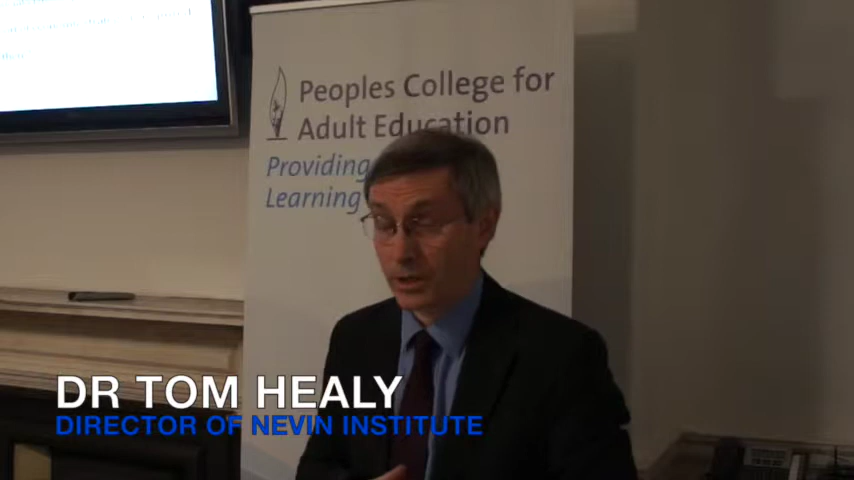 Peoples College for
Adult Education
Providing
Learning
DR TOM HEALY
DIRECTOR OF NEVIN INSTITUTE